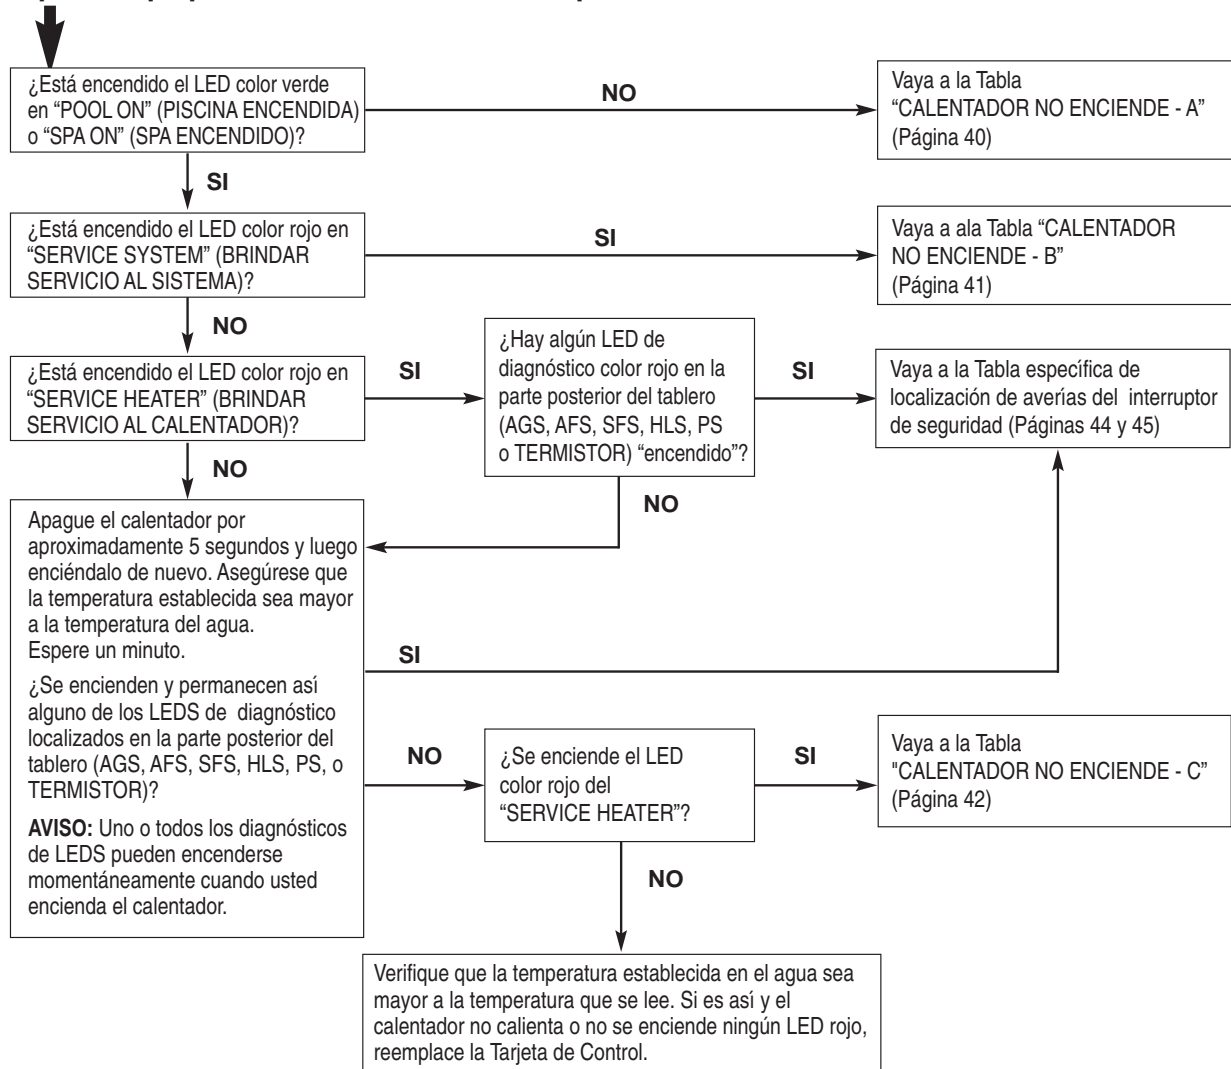 ¿Está encendido el LED color verde
en “POOL ON” (PISCINA ENCENDIDA)
o “SPA ON” (SPA ENCENDIDO)?
NO
Vaya a la Tabla
“CALENTADOR NO ENCIENDE - A”
(Página 40)
SI
¿Está encendido el LED color rojo en
“SERVICE SYSTEM” (BRINDAR
SERVICIO AL SISTEMA)?
SI
Vaya a ala Tabla “CALENTADOR
NO ENCIENDE - B”
(Página 41)
NO
¿Está encendido el LED color rojo en
“SERVICE HEATER” (BRINDAR
SERVICIO AL CALENTADOR)?
SI
¿Hay algún LED de
diagnóstico color rojo en la
parte posterior del tablero
(AGS, AFS, SFS, HLS, PS
o TERMISTOR) “encendido”?
SI
Vaya a la Tabla específica de
localización de averías del interruptor
de seguridad (Páginas 44 y 45)
NO
NO
Apague el calentador por
aproximadamente 5 segundos y luego
enciéndalo de nuevo. Asegúrese que
la temperatura establecida sea mayor
a la temperatura del agua.
Espere un minuto.
¿Se encienden y permanecen así
alguno de los LEDS de diagnóstico
localizados en la parte posterior del
tablero (AGS, AFS, SFS, HLS, PS, o
TERMISTOR)?
AVISO: Uno o todos los diagnósticos
de LEDS pueden encenderse
momentáneamente cuando usted
encienda el calentador.
SI
NO
¿Se enciende el LED
color rojo del
“SERVICE HEATER”?
SI
Vaya a la Tabla
"CALENTADOR NO ENCIENDE - C”
(Página 42)
NO
Verifique que la temperatura establecida en el agua sea
mayor a la temperatura que se lee. Si es así y el
calentador no calienta o no se enciende ningún LED rojo,
reemplace la Tarjeta de Control.